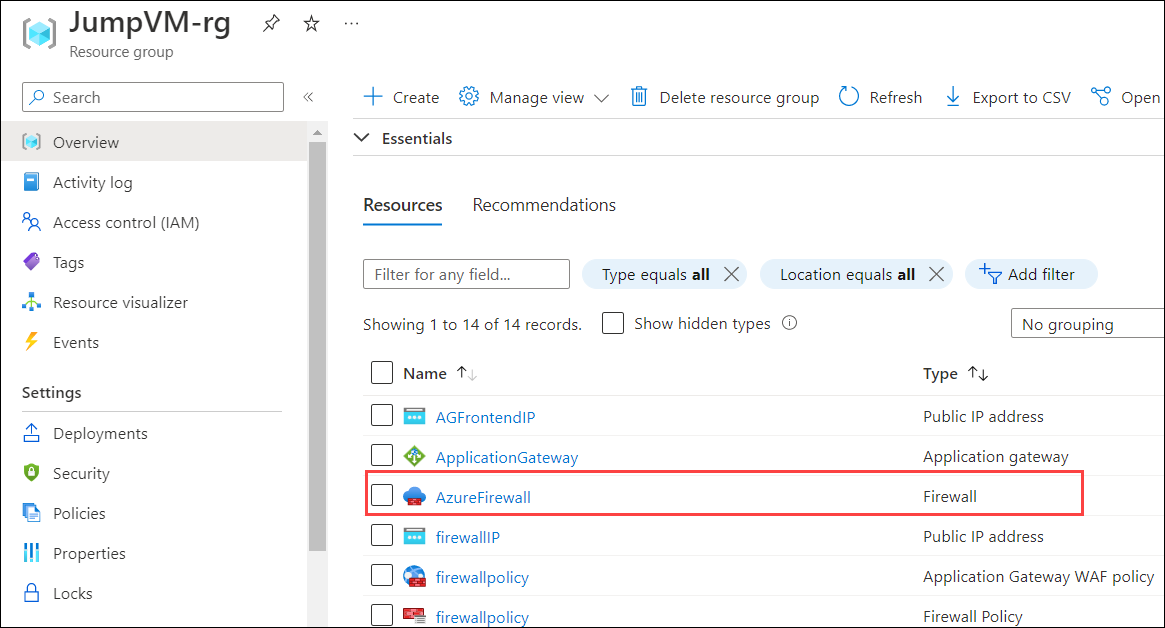 JumpVM-rg
Resource group
Search
Overview
Activity log
Access control (IAM)
Tags
Resource visualizer
Events
Settings
Deployments
Security
Policies
Properties
Locks
Create Manage view Delete resource group Refresh Export to CSV Open
Essentials
Resources Recommendations
Filter for any field... Type equals all Location equals all Add filter
Showing 1 to 14 of 14 records. Show hidden types No grouping
Name Type
AGFrontendIP Public IP address
ApplicationGateway Application gateway
AzureFirewall Firewall
firewallIP Public IP address
firewallpolicy Application Gateway WAF policy
firewallpolicy Firewall Policy